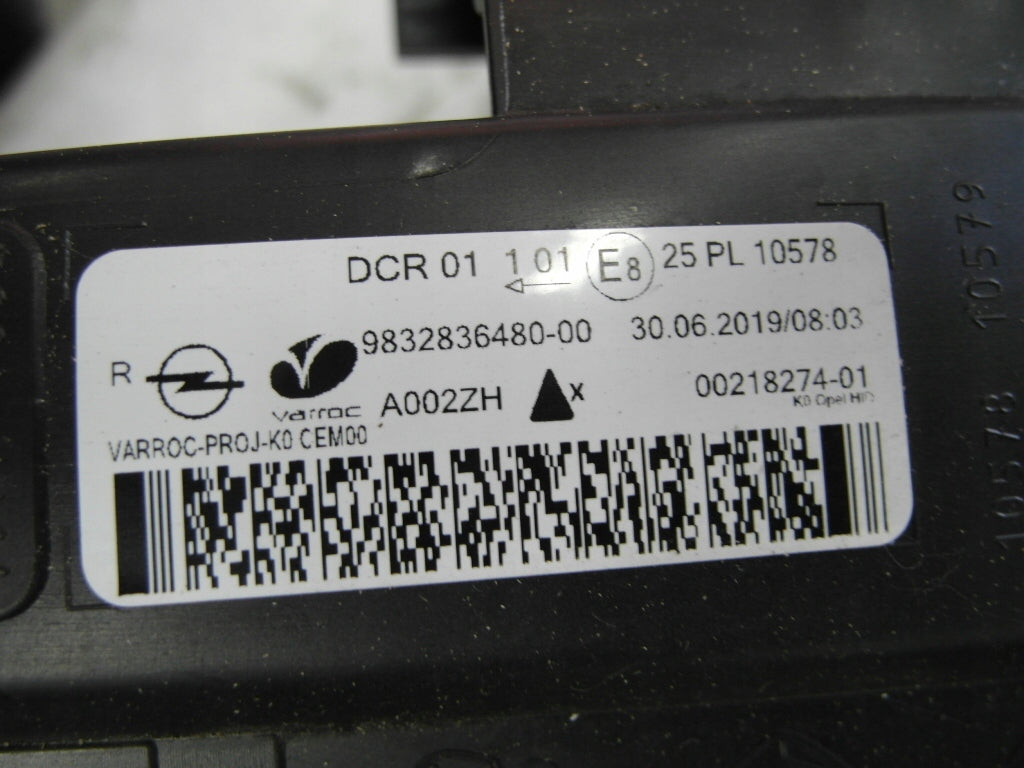 DCR 01 1 01 E8 25 PL 10578
9832836480-00 30.06.2019/08:03
R varroc A002ZH X 00218274-01
K0 Opel HID
VARROC-PROJ-K0 CEM00
10578 10579